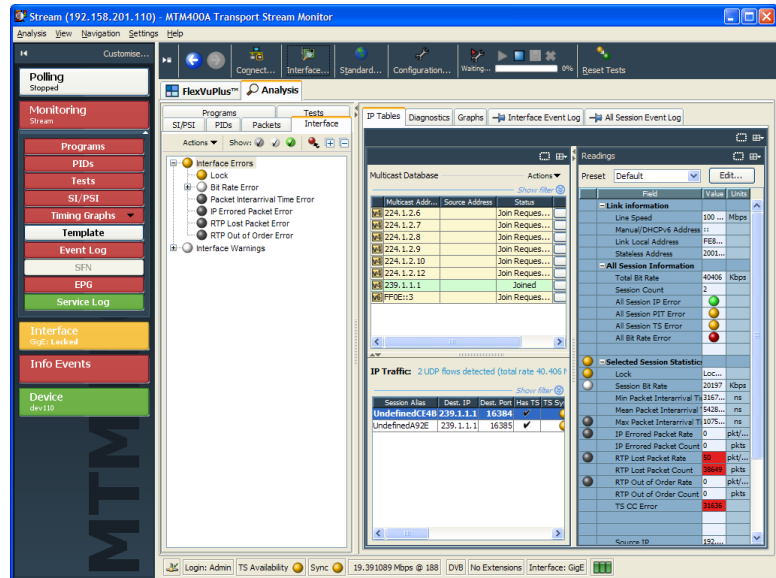 Stream (192.158.201.110) - MTM400A Transport Stream Monitor
Analysis View Navigation Settings Help
Customise...
Polling
Stopped
Monitoring
Stream
Programs
PIDs
Tests
SI/PSI
Timing Graphs
Template
Event Log
SFN
EPG
Service Log
Interface
GigE: Locked
Info Events
Device
dev110
MTM
Connect... Interface... Standard... Configuration... Waiting... 0% Reset Tests
FlexVuPlus™ Analysis
Programs Tests
SI/PSI PIDs Packets Interface
Actions Show:
Interface Errors
Lock
Bit Rate Error
Packet Interarrival Time Error
IP Errored Packet Error
RTP Lost Packet Error
RTP Out of Order Error
Interface Warnings
IP Tables Diagnostics Graphs Interface Event Log All Session Event Log
Multicast Database Actions
Show filter
Multicast Addr... Source Address Status
v4 224.1.2.6 Join Reques...
v4 224.1.2.7 Join Reques...
v4 224.1.2.8 Join Reques...
v4 224.1.2.9 Join Reques...
v4 224.1.2.10 Join Reques...
v4 224.1.2.12 Join Reques...
v4 239.1.1.1 Joined
v6 FF0E::3 Join Reques...
IP Traffic: 2 UDP flows detected (total rate 40.406 M
Show filter
Session Alias Dest. IP Dest. Port Has TS TS Sy
UndefinedCE4B 239.1.1.1 16384
UndefinedA92E 239.1.1.1 16385
Readings
Preset Default Edit...
Field Value Units
Link information
Line Speed 100 ... Mbps
Manual/DHCPv6 Address ::
Link Local Address FE8...
Stateless Address 2001...
All Session Information
Total Bit Rate 40406 Kbps
Session Count 2
All Session IP Error
All Session PIT Error
All Session TS Error
All Bit Rate Error
Selected Session Statistics
Lock Loc...
Session Bit Rate 20197 Kbps
Min Packet Interarrival Ti 3167... ns
Mean Packet Interarrival 5428... ns
Max Packet Interarrival Ti 1075... ns
IP Errored Packet Rate 0 pkt/...
IP Errored Packet Count 0 pkts
RTP Lost Packet Rate 50 pkt/...
RTP Lost Packet Count 38649 pkts
RTP Out of Order Rate 0 pkt/...
RTP Out of Order Count 0 pkts
TS CC Error 31636
Source IP 192....
Login: Admin TS Availability Sync 19.391089 Mbps @ 188 DVB No Extensions Interface: GigE